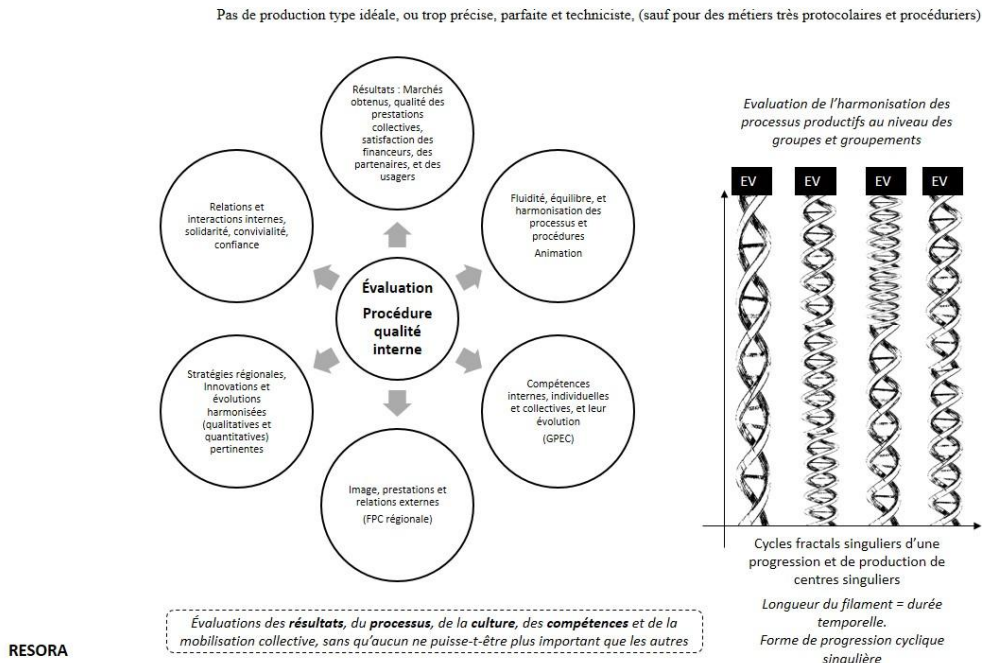 Pas de production type idéale, ou trop précise, parfaite et techniciste, (sauf pour des métiers très protocolaires et procéduriers)
Résultats : Marchés
obtenus, qualité des
prestations
collectives,
satisfaction des
financeurs, des
partenaires, et des
usagers
Relations et
interactions internes,
solidarité, convivialité,
confiance
Fluidité, équilibre, et
harmonisation des
processus et
procédures
Animation
Évaluation
Procédure
qualité
interne
Stratégies régionales,
Innovations et
évolutions
harmonisées
(qualitatives et
quantitatives)
pertinentes
Compétences
internes, individuelles
et collectives, et leur
évolution
(GPEC)
Image, prestations et
relations externes
(FPC régionale)
Evaluation de l'harmonisation des
processus productifs au niveau des
groupes et groupements
EV
EV
EV
EV
Cycles fractals singuliers d'une
progression et de production de
centres singuliers
Longueur du filament = durée
temporelle.
Forme de progression cyclique
singulière
Évaluations des résultats, du processus, de la culture, des compétences et de la
mobilisation collective, sans qu'aucun ne puisse-t-être plus important que les autres
RESORA